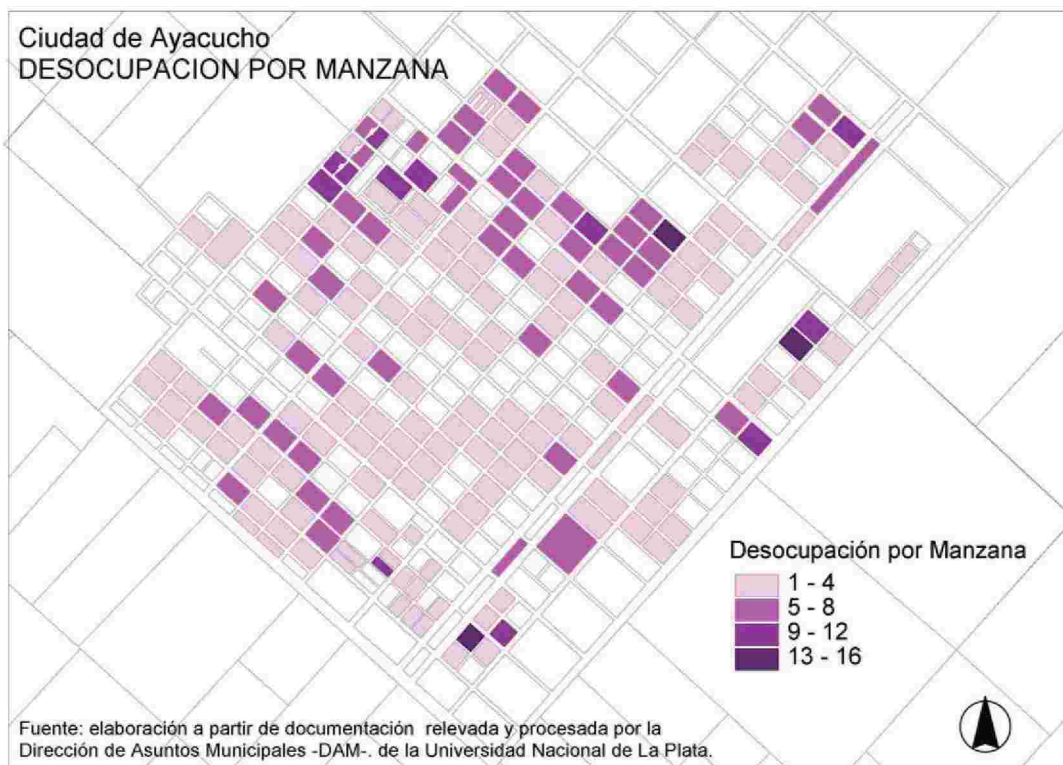 Ciudad de Ayacucho
DESOCUPACION POR MANZANA
Desocupación por Manzana
1 - 4
5 - 8
9 - 12
13 - 16
Fuente: elaboración a partir de documentación relevada y procesada por la
Dirección de Asuntos Municipales -DAM-. de la Universidad Nacional de La Plata.